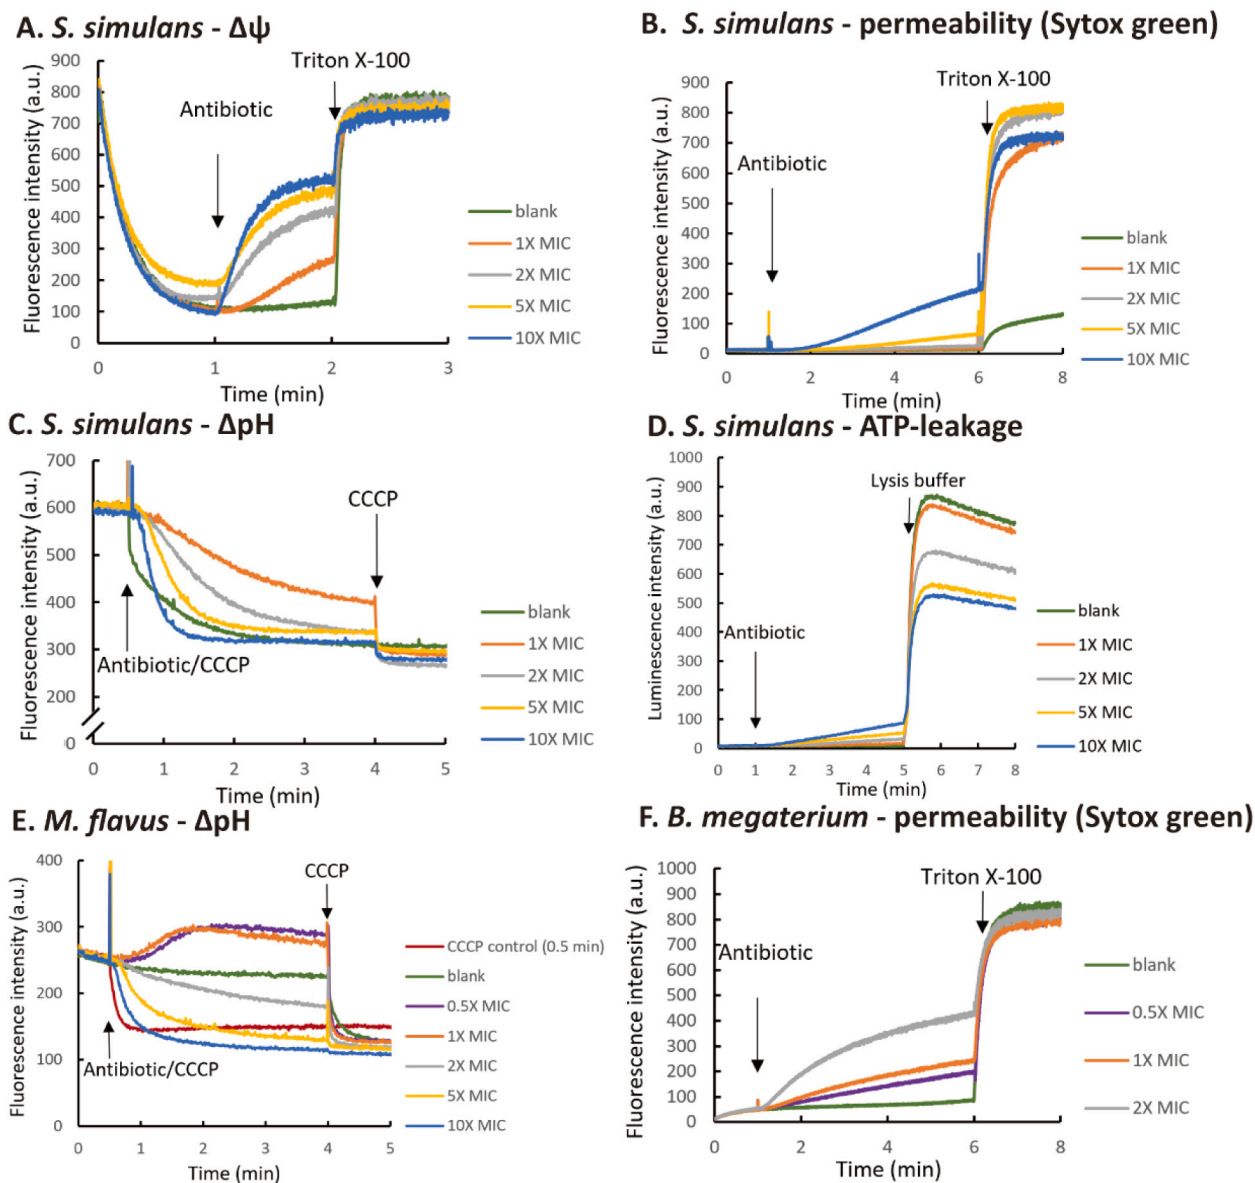 A. S. simulans - Δψ
Fluorescence intensity (a.u.)
900
800
700
600
500
400
300
200
100
0
0
1
2
3
Time (min)
Antibiotic
Triton X-100
blank
1X MIC
2X MIC
5X MIC
10X MIC
B. S. simulans - permeability (Sytox green)
Fluorescence intensity (a.u.)
900
800
700
600
500
400
300
200
100
0
0
2
4
6
8
Time (min)
Antibiotic
Triton X-100
blank
1X MIC
2X MIC
5X MIC
10X MIC
C. S. simulans - ΔpH
Fluorescence intensity (a.u.)
700
600
500
400
300
200
0
0
1
2
3
4
5
Time (min)
Antibiotic/CCCP
CCCP
blank
1X MIC
2X MIC
5X MIC
10X MIC
D. S. simulans - ATP-leakage
Luminescence intensity (a.u.)
1000
900
800
700
600
500
400
300
200
100
0
0
1
2
3
4
5
6
7
8
Time (min)
Antibiotic
Lysis buffer
blank
1X MIC
2X MIC
5X MIC
10X MIC
E. M. flavus - ΔpH
Fluorescence intensity (a.u.)
400
300
200
100
0
0
1
2
3
4
5
Time (min)
Antibiotic/CCCP
CCCP
CCCP control (0.5 min)
blank
0.5X MIC
1X MIC
2X MIC
5X MIC
10X MIC
F. B. megaterium - permeability (Sytox green)
Fluorescence intensity (a.u.)
1000
900
800
700
600
500
400
300
200
100
0
0
2
4
6
8
Time (min)
Antibiotic
Triton X-100
blank
0.5X MIC
1X MIC
2X MIC